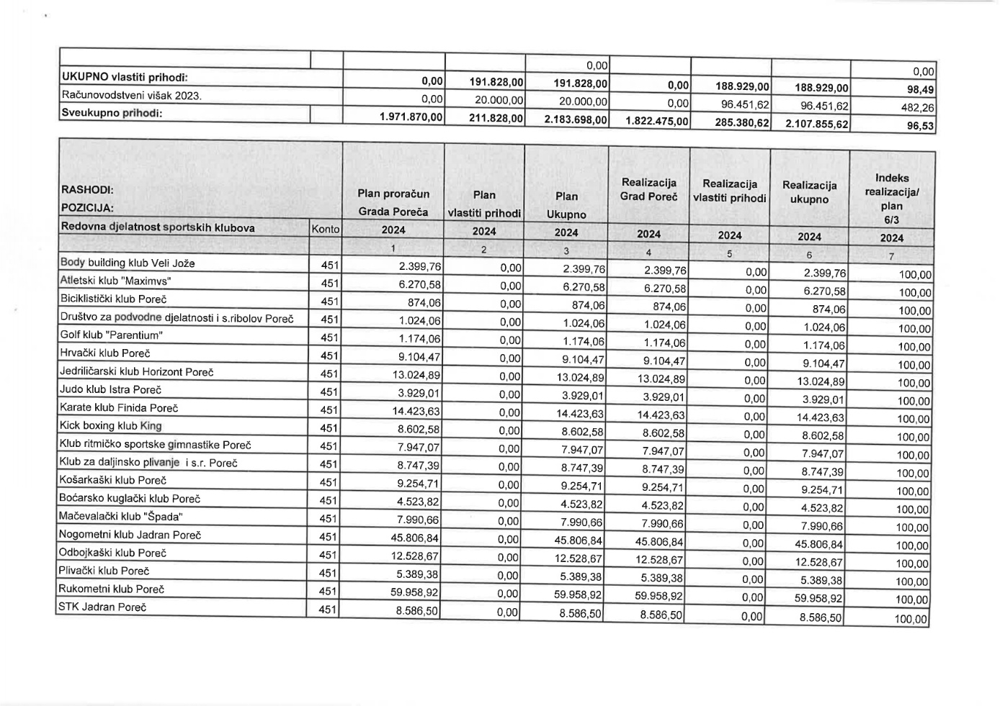 0,00 0,00
UKUPNO vlastiti prihodi: 0,00 191.828,00 191.828,00 0,00 188.929,00 188.929,00 98,49
Računovodstveni višak 2023. 0,00 20.000,00 20.000,00 0,00 96.451,62 96.451,62 482,26
Sveukupno prihodi: 1.971.870,00 211.828,00 2.183.698,00 1.822.475,00 285.380,62 2.107.855,62 96,53
RASHODI:
POZICIJA:
Plan proračun
Grada Poreča
Plan
vlastiti prihodi
Plan
Ukupno
Realizacija
Grad Poreč
Realizacija
vlastiti prihodi
Realizacija
ukupno
Indeks
realizacija/
plan
6/3
Redovna djelatnost sportskih klubova Konto 2024 2024 2024 2024 2024 2024 2024
1 2 3 4 5 6 7
Body building klub Veli Jože 451 2.399,76 0,00 2.399,76 2.399,76 0,00 2.399,76 100,00
Atletski klub "Maximvs" 451 6.270,58 0,00 6.270,58 6.270,58 0,00 6.270,58 100,00
Biciklistički klub Poreč 451 874,06 0,00 874,06 874,06 0,00 874,06 100,00
Društvo za podvodne djelatnosti i s.ribolov Poreč 451 1.024,06 0,00 1.024,06 1.024,06 0,00 1.024,06 100,00
Golf klub "Parentium" 451 1.174,06 0,00 1.174,06 1.174,06 0,00 1.174,06 100,00
Hrvački klub Poreč 451 9.104,47 0,00 9.104,47 9.104,47 0,00 9.104,47 100,00
Jedriličarski klub Horizont Poreč 451 13.024,89 0,00 13.024,89 13.024,89 0,00 13.024,89 100,00
Judo klub Istra Poreč 451 3.929,01 0,00 3.929,01 3.929,01 0,00 3.929,01 100,00
Karate klub Finida Poreč 451 14.423,63 0,00 14.423,63 14.423,63 0,00 14.423,63 100,00
Kick boxing klub King 451 8.602,58 0,00 8.602,58 8.602,58 0,00 8.602,58 100,00
Klub ritmičko sportske gimnastike Poreč 451 7.947,07 0,00 7.947,07 7.947,07 0,00 7.947,07 100,00
Klub za daljinsko plivanje i s.r. Poreč 451 8.747,39 0,00 8.747,39 8.747,39 0,00 8.747,39 100,00
Košarkaški klub Poreč 451 9.254,71 0,00 9.254,71 9.254,71 0,00 9.254,71 100,00
Boćarsko kuglački klub Poreč 451 4.523,82 0,00 4.523,82 4.523,82 0,00 4.523,82 100,00
Mačevalački klub "Špada" 451 7.990,66 0,00 7.990,66 7.990,66 0,00 7.990,66 100,00
Nogometni klub Jadran Poreč 451 45.806,84 0,00 45.806,84 45.806,84 0,00 45.806,84 100,00
Odbojkaški klub Poreč 451 12.528,67 0,00 12.528,67 12.528,67 0,00 12.528,67 100,00
Plivački klub Poreč 451 5.389,38 0,00 5.389,38 5.389,38 0,00 5.389,38 100,00
Rukometni klub Poreč 451 59.958,92 0,00 59.958,92 59.958,92 0,00 59.958,92 100,00
STK Jadran Poreč 451 8.586,50 0,00 8.586,50 8.586,50 0,00 8.586,50 100,00